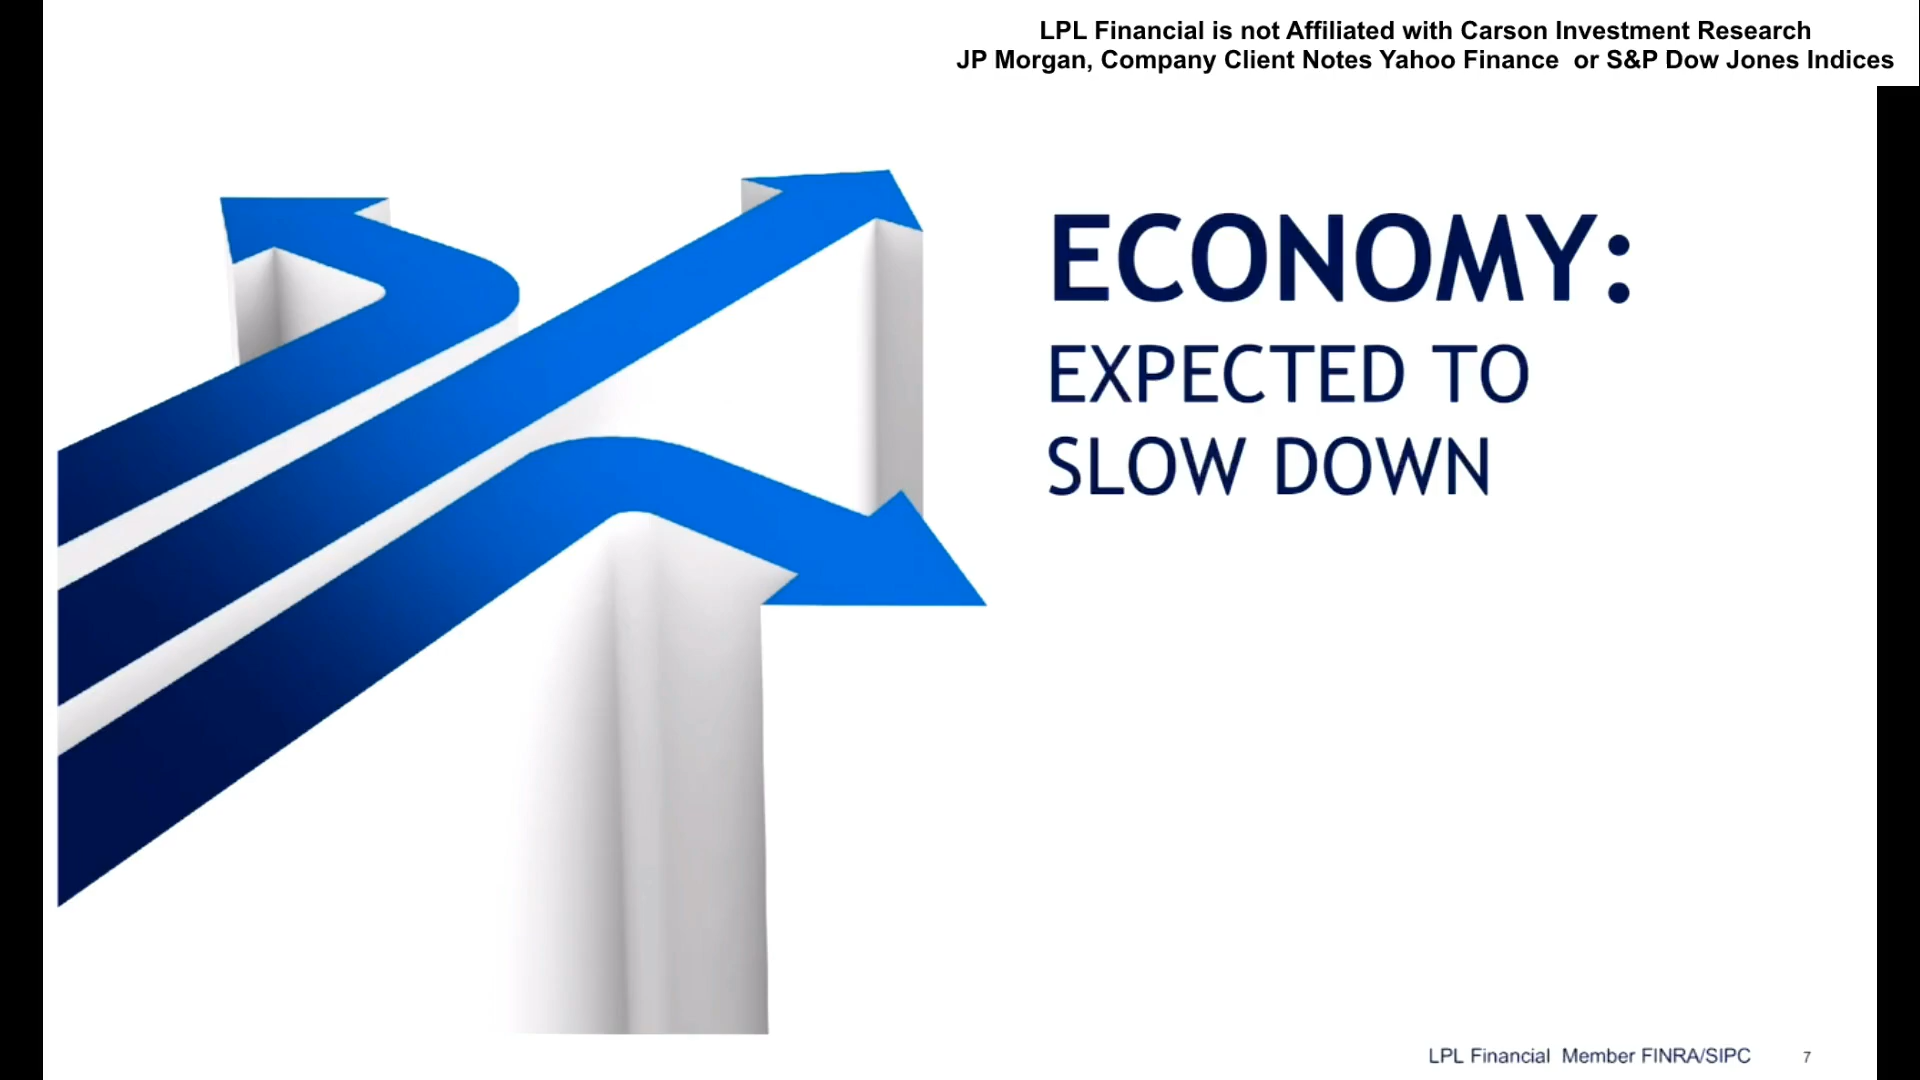 LPL Financial is not Affiliated with Carson Investment Research
JP Morgan, Company Client Notes Yahoo Finance  or S&P Dow Jones Indices
ECONOMY:
EXPECTED TO
SLOW DOWN
LPL Financial  Member FINRA/SIPC 7